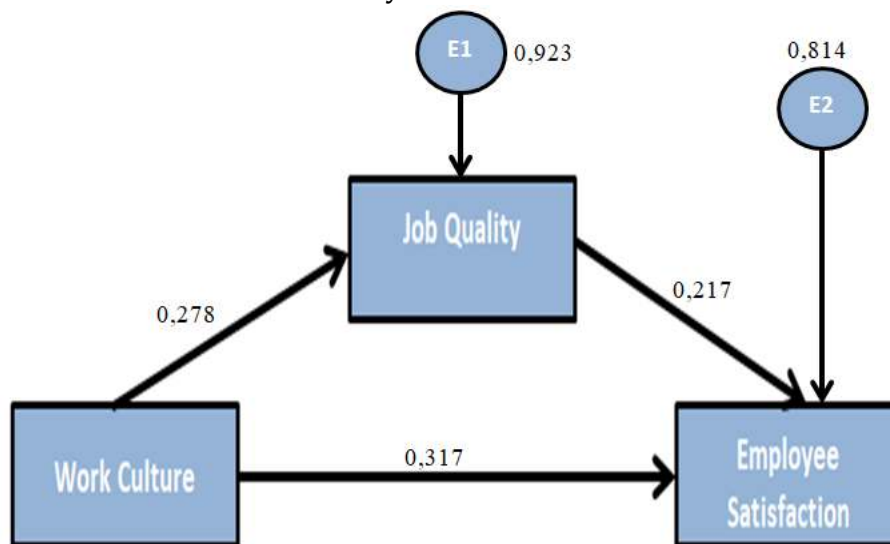 E1
0,923
0,814
E2
Job Quality
0,278
0,217
Work Culture
0,317
Employee
Satisfaction